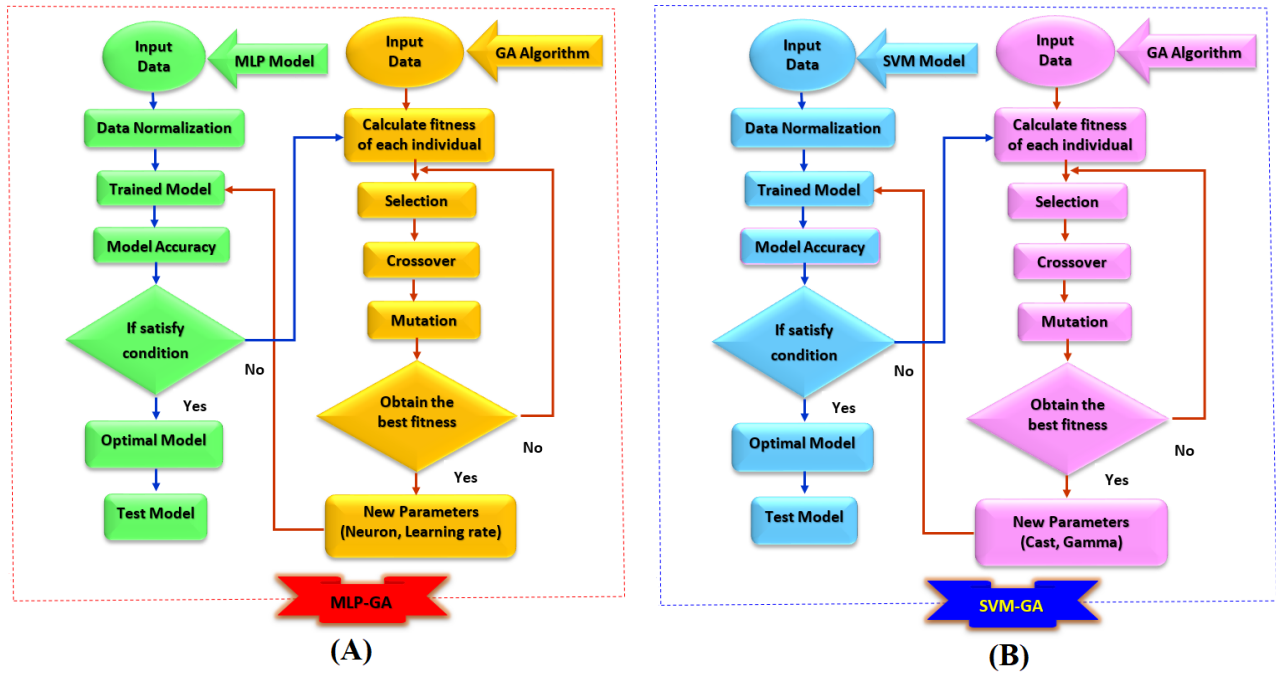 Input
Data
MLP Model
Data Normalization
Trained Model
Model Accuracy
If satisfy
condition
No
Yes
Optimal Model
Test Model
Input
Data
GA Algorithm
Calculate fitness
of each individual
Selection
Crossover
Mutation
Obtain the
best fitness
No
Yes
New Parameters
(Neuron, Learning rate)
MLP-GA
(A)
Input
Data
SVM Model
Data Normalization
Trained Model
Model Accuracy
If satisfy
condition
No
Yes
Optimal Model
Test Model
Input
Data
GA Algorithm
Calculate fitness
of each individual
Selection
Crossover
Mutation
Obtain the
best fitness
No
Yes
New Parameters
(Cast, Gamma)
SVM-GA
(B)